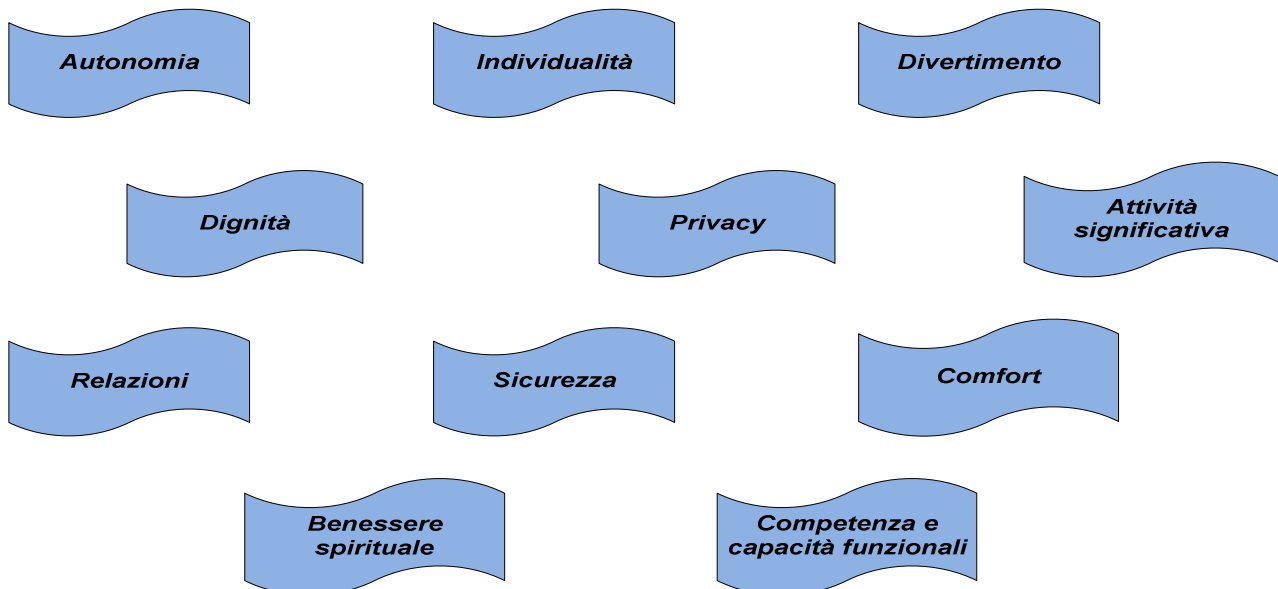 Autonomia
Individualità
Divertimento
Dignità
Privacy
Attività
significativa
Relazioni
Sicurezza
Comfort
Benessere
spirituale
Competenza e
capacità funzionali